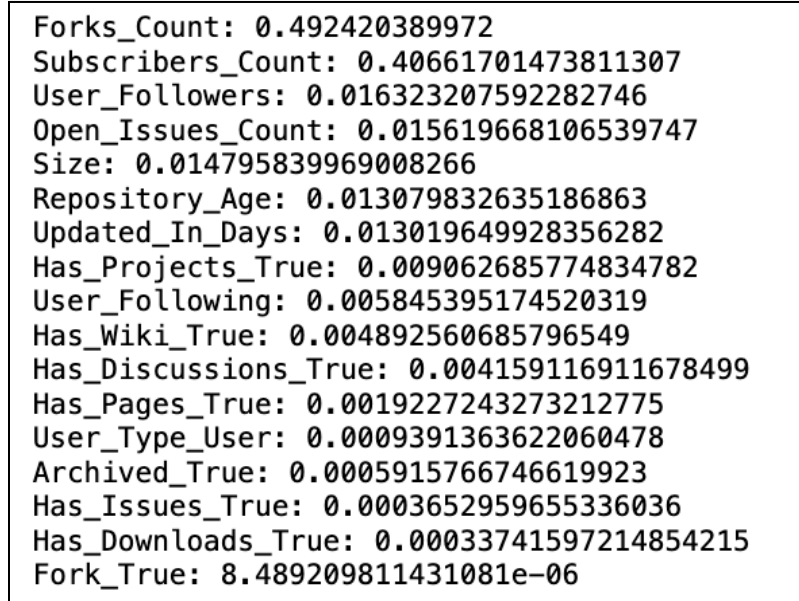 Forks_Count: 0.492420389972
Subscribers_Count: 0.40661701473811307
User_Followers: 0.016323207592282746
Open_Issues_Count: 0.015619668106539747
Size: 0.014795839969008266
Repository_Age: 0.013079832635186863
Updated_In_Days: 0.013019649928356282
Has_Projects_True: 0.009062685774834782
User_Following: 0.005845395174520319
Has_Wiki_True: 0.004892560685796549
Has_Discussions_True: 0.004159116911678499
Has_Pages_True: 0.0019227243273212775
User_Type_User: 0.0009391363622060478
Archived_True: 0.0005915766746619923
Has_Issues_True: 0.0003652959655336036
Has_Downloads_True: 0.00033741597214854215
Fork_True: 8.489209811431081e-06